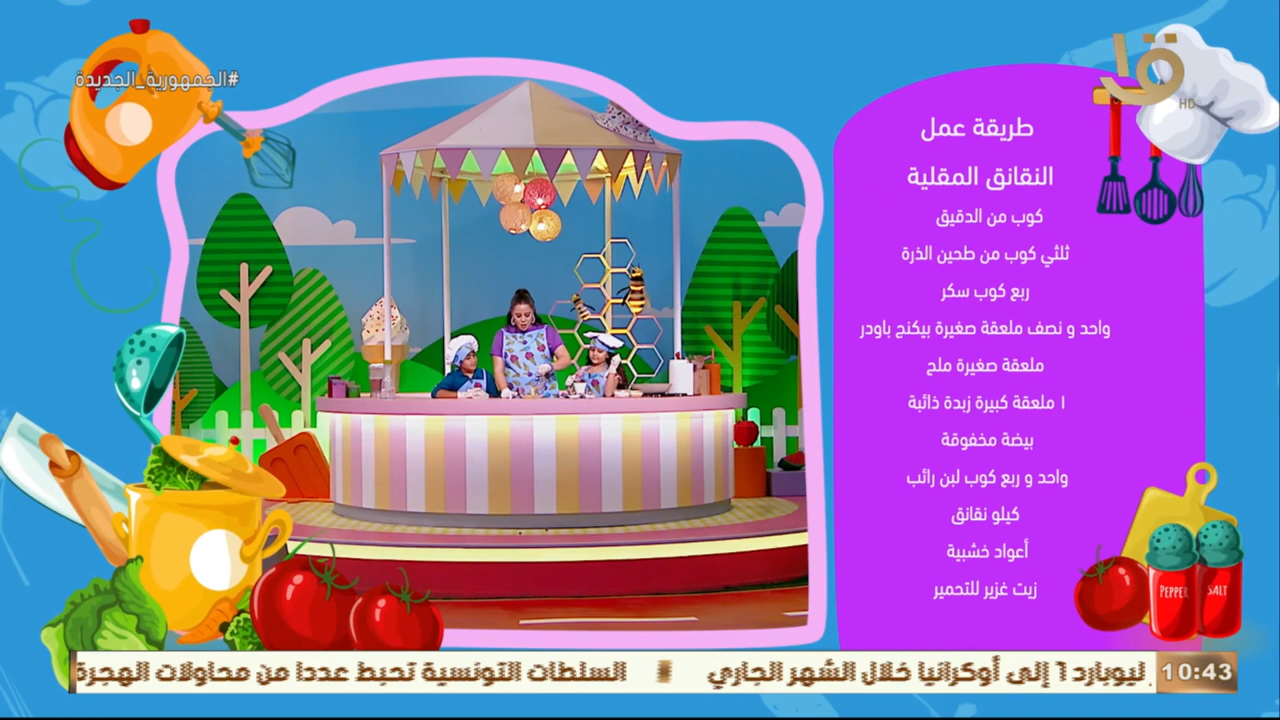 #الجمهورية_الجديدة
HD
طريقة عمل
النقانق المقلية
كوب من الدقيق
ثلثي كوب من طحين الذرة
ربع كوب سكر
واحد و نصف ملعقة صغيرة بيكنج باودر
ملعقة صغيرة ملح
١ ملعقة كبيرة زبدة ذائبة
بيضة مخفوقة
واحد و ربع كوب لبن رائب
كيلو نقانق
أعواد خشبية
زيت غزير للتحمير
PEPPER
SALT
ليوبارد ٦ إلى أوكرانيا خلال الشهر الجاري
السلطات التونسية تحبط عددا من محاولات الهجرة
10:43